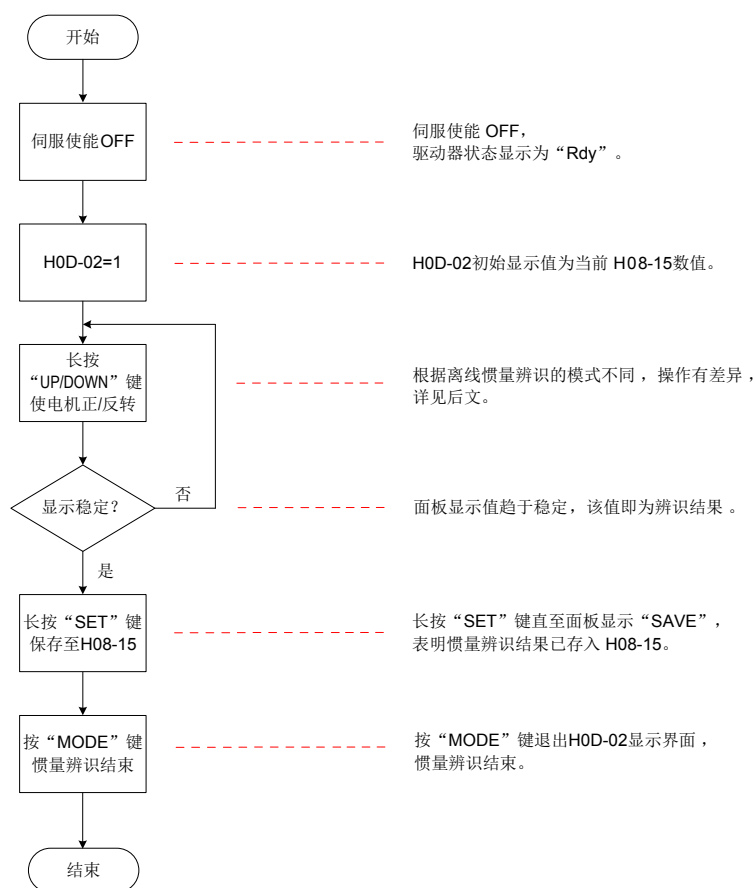 开始
伺服使能OFF
伺服使能 OFF，
驱动器状态显示为“Rdy”。
H0D-02=1
H0D-02初始显示值为当前 H08-15数值。
长按
“UP/DOWN”键
使电机正/反转
根据离线惯量辨识的模式不同，操作有差异，
详见后文。
显示稳定？
否
面板显示值趋于稳定，该值即为辨识结果 。
是
长按“SET”键
保存至H08-15
长按“SET”键直至面板显示“SAVE”，
表明惯量辨识结果已存入 H08-15。
按“MODE”键
惯量辨识结束
按“MODE”键退出H0D-02显示界面，
惯量辨识结束。
结束